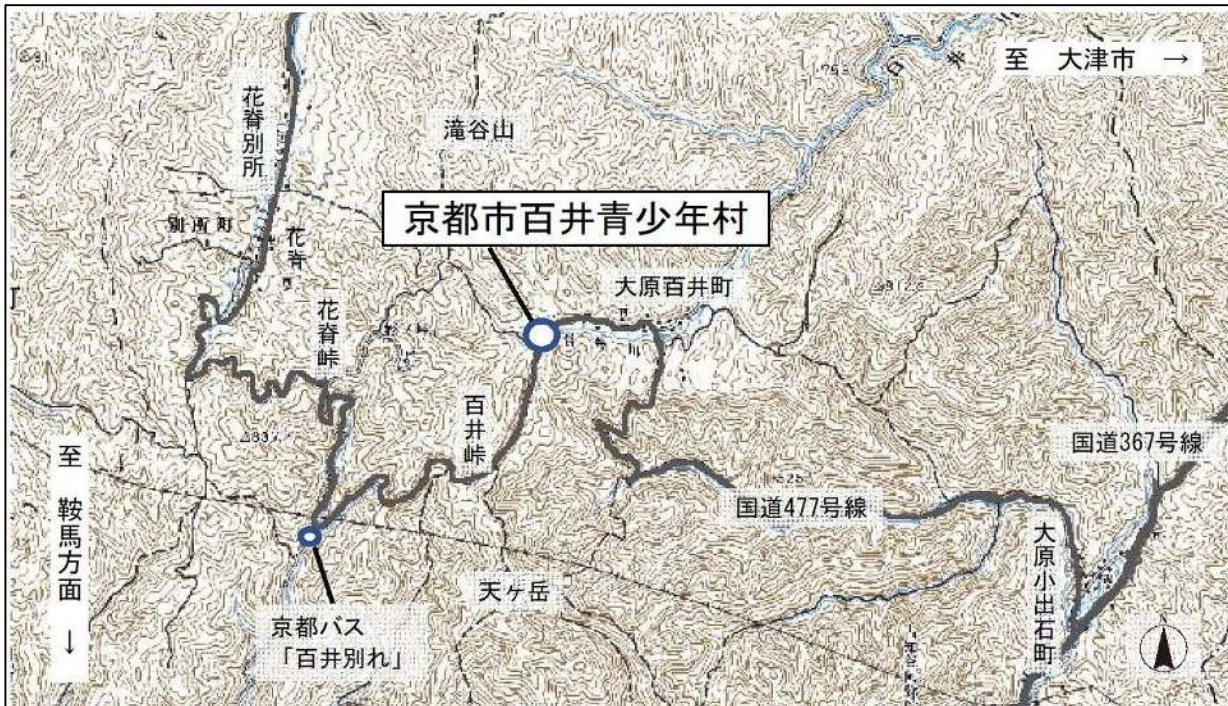 至 大津市 →
花脊別所
滝谷山
京都市百井青少年村
別所町
花脊
大原百井町
花脊峠
百井峠
国道367号線
至 鞍馬方面 ↓
国道477号線
大原小出石町
天ヶ岳
京都バス
「百井別れ」